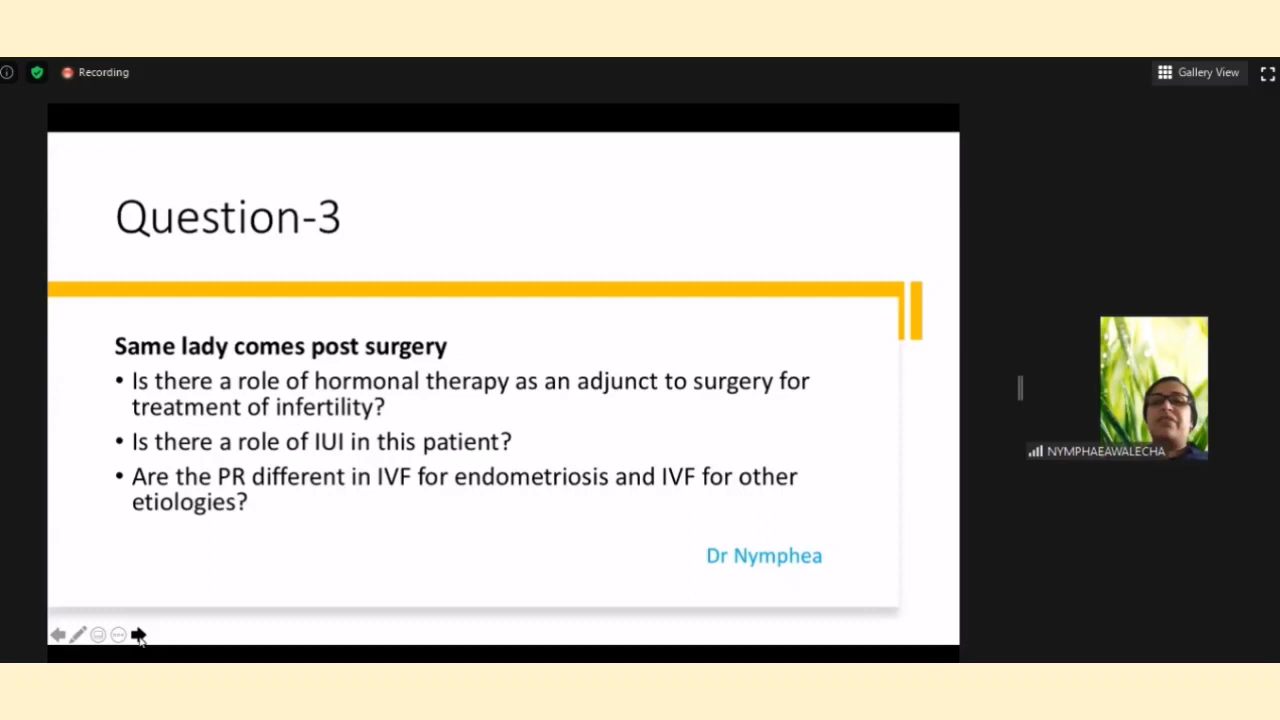 Recording
Gallery View
Question-3
Same lady comes post surgery
• Is there a role of hormonal therapy as an adjunct to surgery for
treatment of infertility?
• Is there a role of IUI in this patient?
• Are the PR different in IVF for endometriosis and IVF for other
etiologies?
Dr Nymphea
NYMPHAEAWALECHA